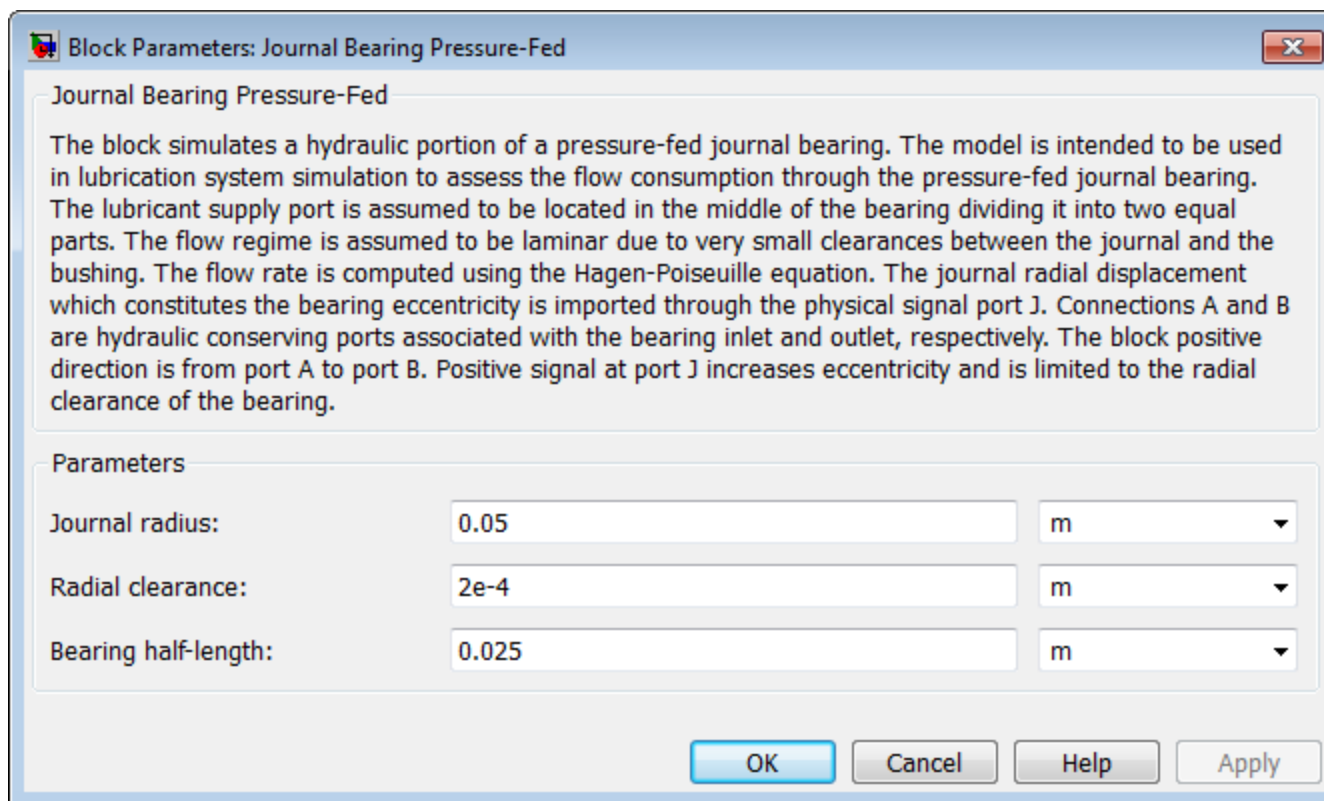 Block Parameters: Journal Bearing Pressure-Fed
Journal Bearing Pressure-Fed
The block simulates a hydraulic portion of a pressure-fed journal bearing. The model is intended to be used
in lubrication system simulation to assess the flow consumption through the pressure-fed journal bearing.
The lubricant supply port is assumed to be located in the middle of the bearing dividing it into two equal
parts. The flow regime is assumed to be laminar due to very small clearances between the journal and the
bushing. The flow rate is computed using the Hagen-Poiseuille equation. The journal radial displacement
which constitutes the bearing eccentricity is imported through the physical signal port J. Connections A and B
are hydraulic conserving ports associated with the bearing inlet and outlet, respectively. The block positive
direction is from port A to port B. Positive signal at port J increases eccentricity and is limited to the radial
clearance of the bearing.
Parameters
Journal radius: 0.05 m
Radial clearance: 2e-4 m
Bearing half-length: 0.025 m
OK Cancel Help Apply